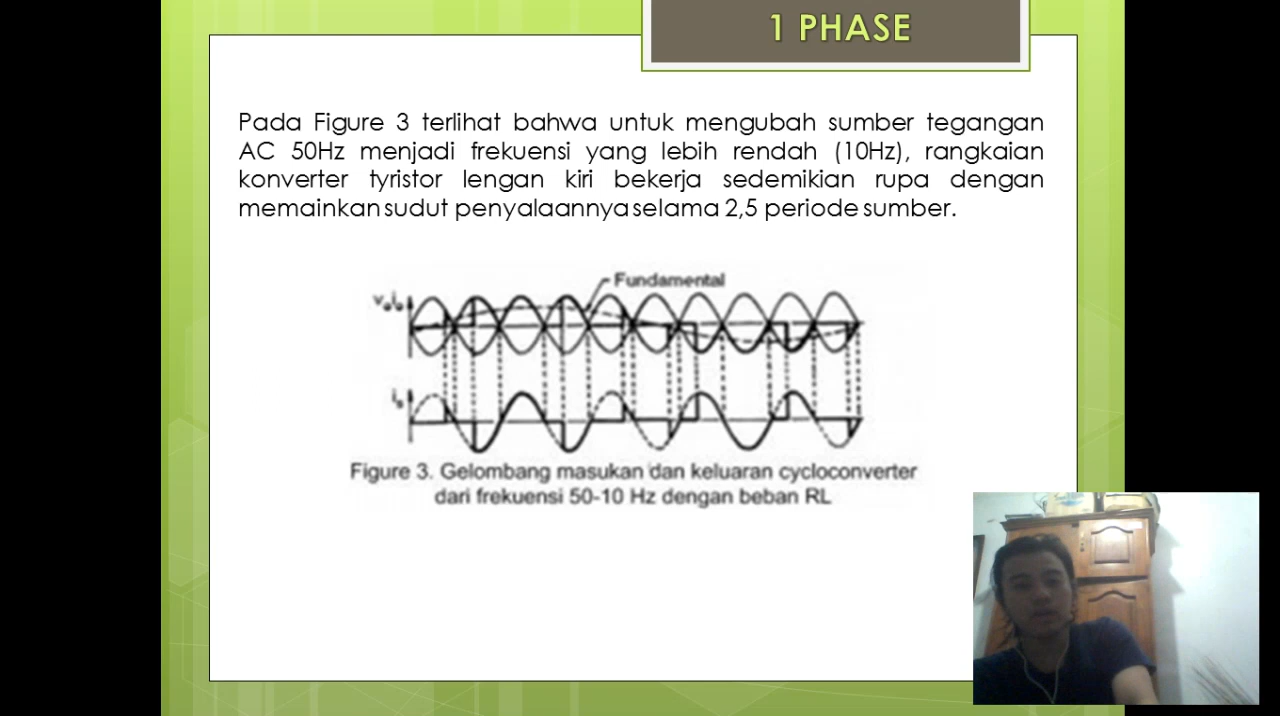 1 PHASE
Pada Figure 3 terlihat bahwa untuk mengubah sumber tegangan
AC 50Hz menjadi frekuensi yang lebih rendah (10Hz), rangkaian
konverter tyristor lengan kiri bekerja sedemikian rupa dengan
memainkan sudut penyalaannya selama 2,5 periode sumber.
Fundamental
Figure 3. Gelombang masukan dan keluaran cycloconverter
dari frekuensi 50-10 Hz dengan beban RL